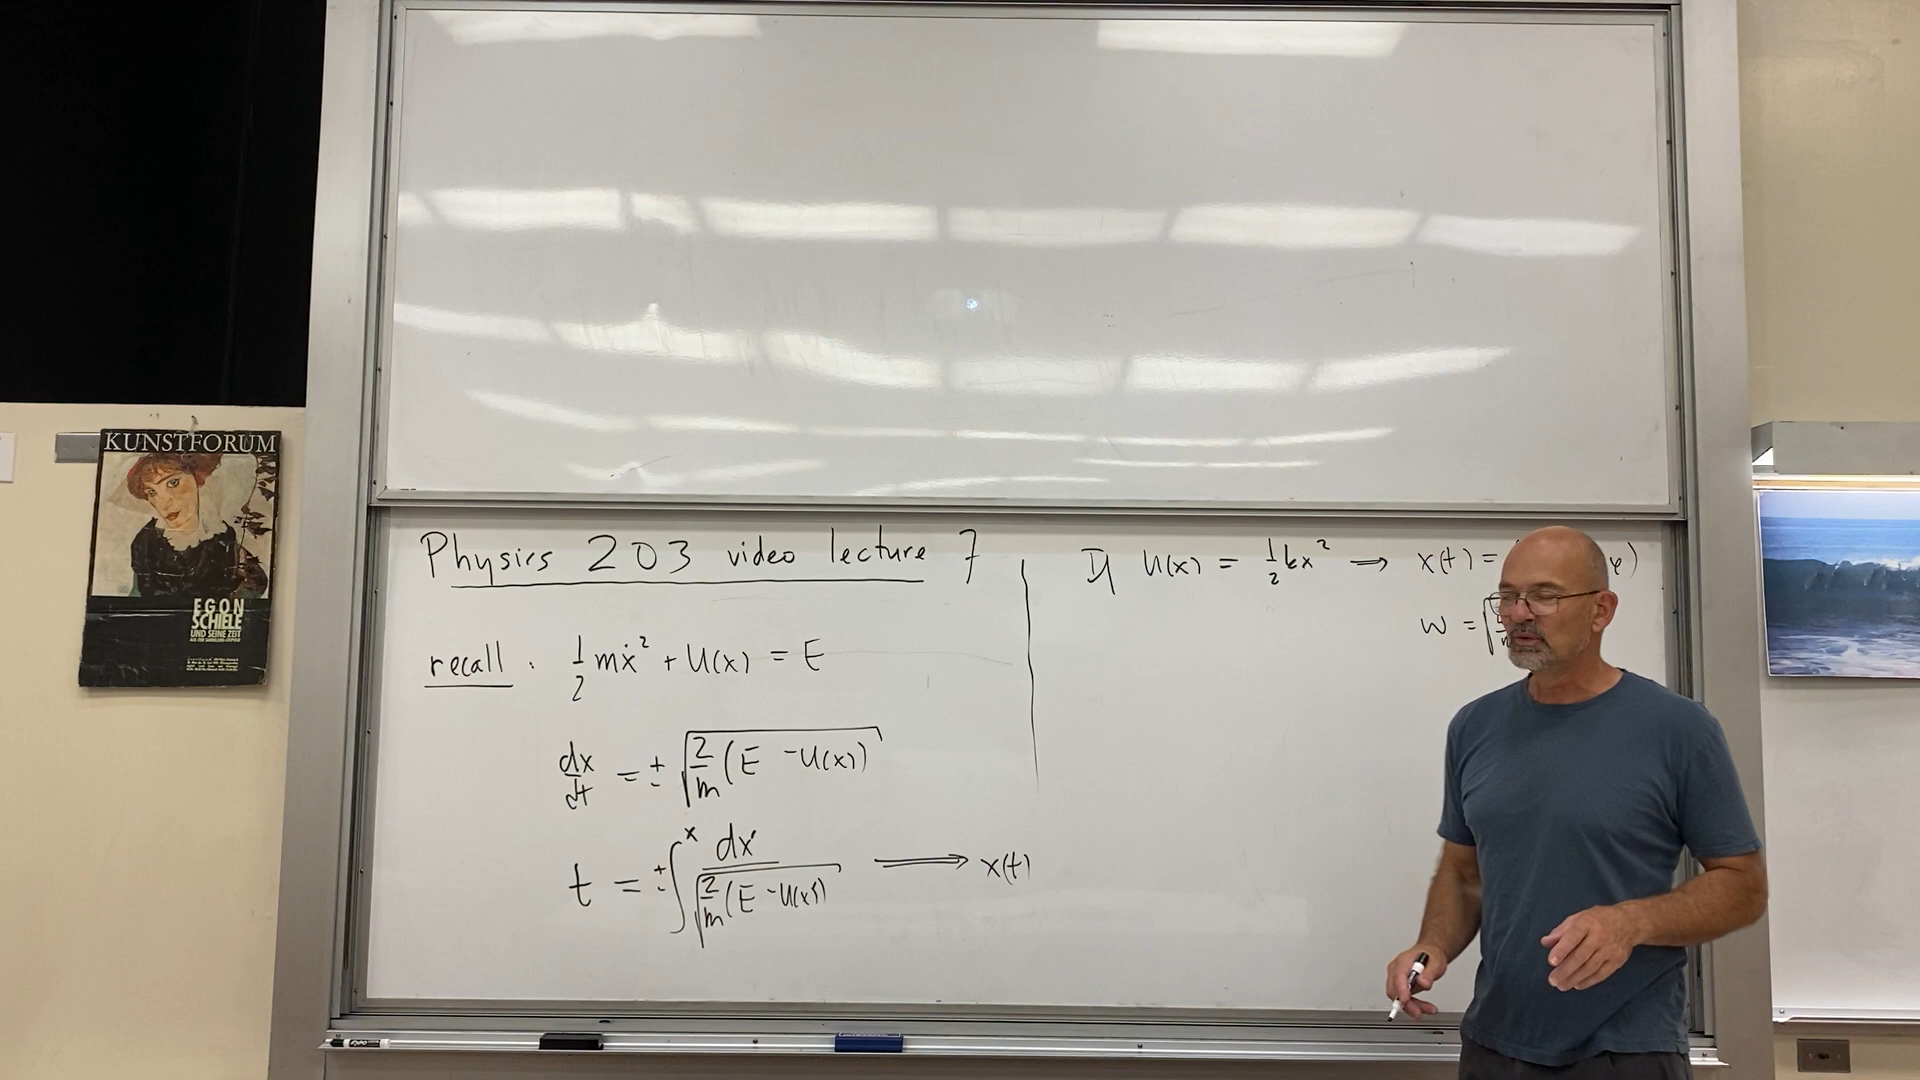 KUNSTFORUM
EGON
SCHIELE
UND SEINE ZEIT
Physics 203 video lecture 7
recall : 1/2 mẋ² + U(x) = E
dx/dt = ± √(2/m (E - U(x)))
t = ± ∫^x dx' / √(2/m (E - U(x'))) ⟹ x(t)
1) U(x) = 1/2 kx² → x(t) = φ)
ω = √